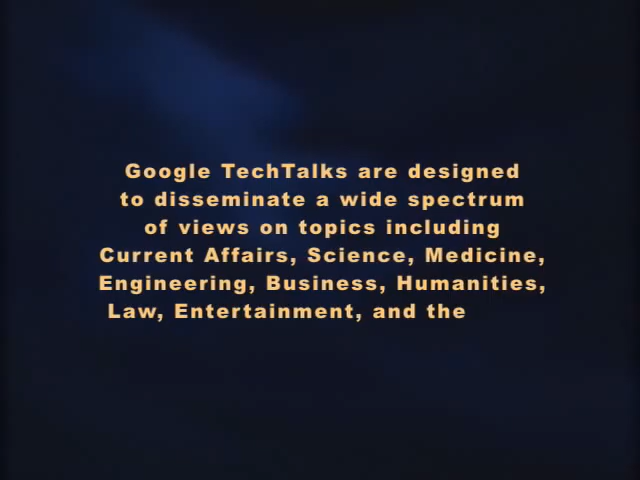 Google TechTalks are designed
to disseminate a wide spectrum
of views on topics including
Current Affairs, Science, Medicine,
Engineering, Business, Humanities,
Law, Entertainment, and the